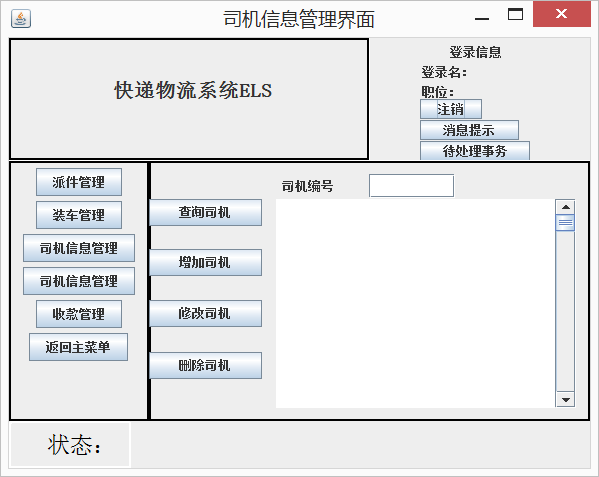 司机信息管理界面
快递物流系统ELS
登录信息
登录名：
职位：
注销
消息提示
待处理事务
派件管理
装车管理
司机信息管理
司机信息管理
收款管理
返回主菜单
司机编号
查询司机
增加司机
修改司机
删除司机
状态：